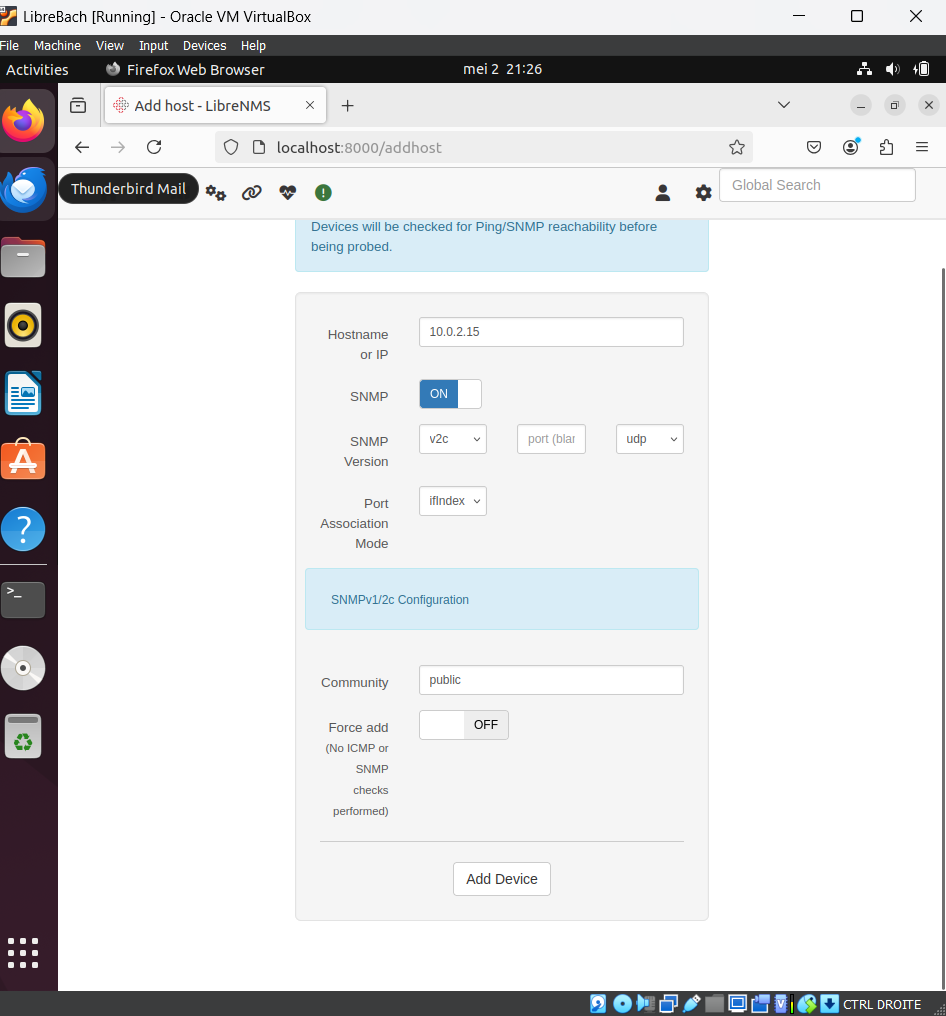 LibreBach [Running] - Oracle VM VirtualBox
File Machine View Input Devices Help
Activities Firefox Web Browser mei 2 21:26
Add host - LibreNMS
localhost:8000/addhost
Thunderbird Mail
Global Search
Devices will be checked for Ping/SNMP reachability before
being probed.
Hostname
or IP
10.0.2.15
SNMP
ON
SNMP
Version
v2c
port (blar
udp
Port
Association
Mode
ifIndex
SNMPv1/2c Configuration
Community
public
Force add
(No ICMP or
SNMP
checks
performed)
OFF
Add Device
CTRL DROITE